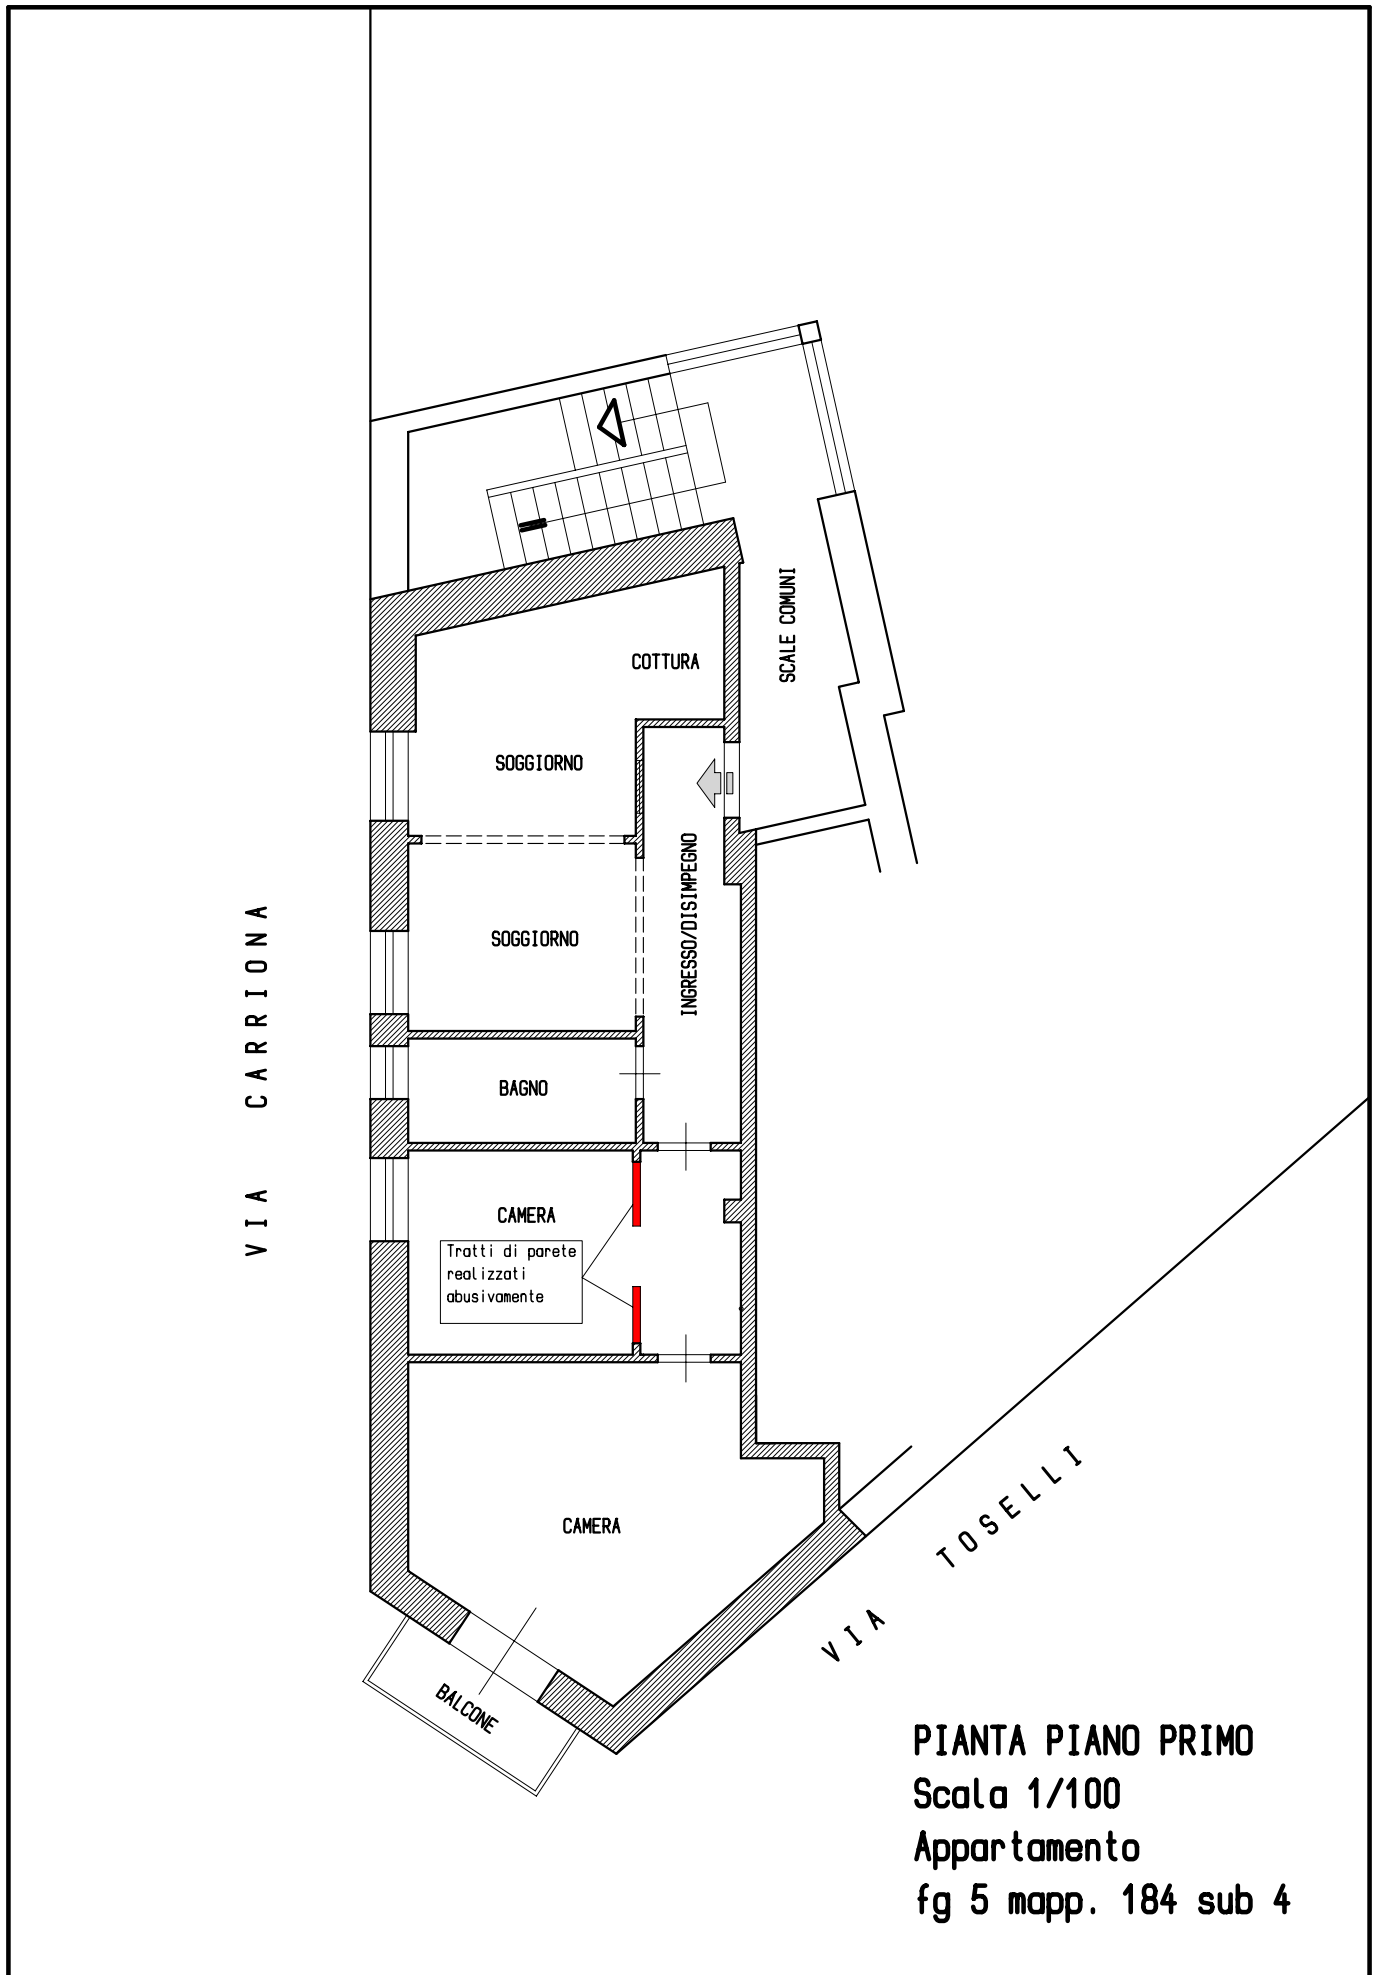 COTTURA
SCALE COMUNI
SOGGIORNO
INGRESSO/DISIMPEGNO
SOGGIORNO
VIA CARRIONA
BAGNO
CAMERA
Tratti di parete
realizzati
abusivamente
CAMERA
VIA TOSELLI
BALCONE
PIANTA PIANO PRIMO
Scala 1/100
Appartamento
fg 5 mapp. 184 sub 4